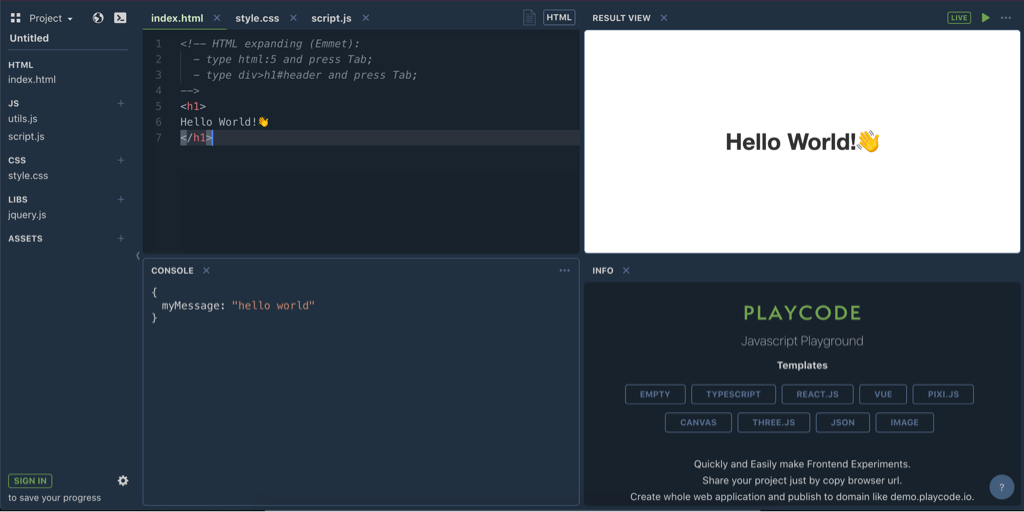 Project
Untitled
HTML
index.html
JS +
utils.js
script.js
CSS +
style.css
LIBS +
jquery.js
ASSETS +
SIGN IN
to save your progress
index.html × style.css × script.js × HTML
1 <!-- HTML expanding (Emmet):
2 - type html:5 and press Tab;
3 - type div>h1#header and press Tab;
4 -->
5 <h1>
6 Hello World!👋
7 </h1>
CONSOLE × ···
{
myMessage: "hello world"
}
RESULT VIEW × LIVE ···
Hello World!👋
INFO ×
PLAYCODE
Javascript Playground
Templates
EMPTY TYPESCRIPT REACT.JS VUE PIXI.JS
CANVAS THREE.JS JSON IMAGE
Quickly and Easily make Frontend Experiments.
Share your project just by copy browser url.
Create whole web application and publish to domain like demo.playcode.io.
?